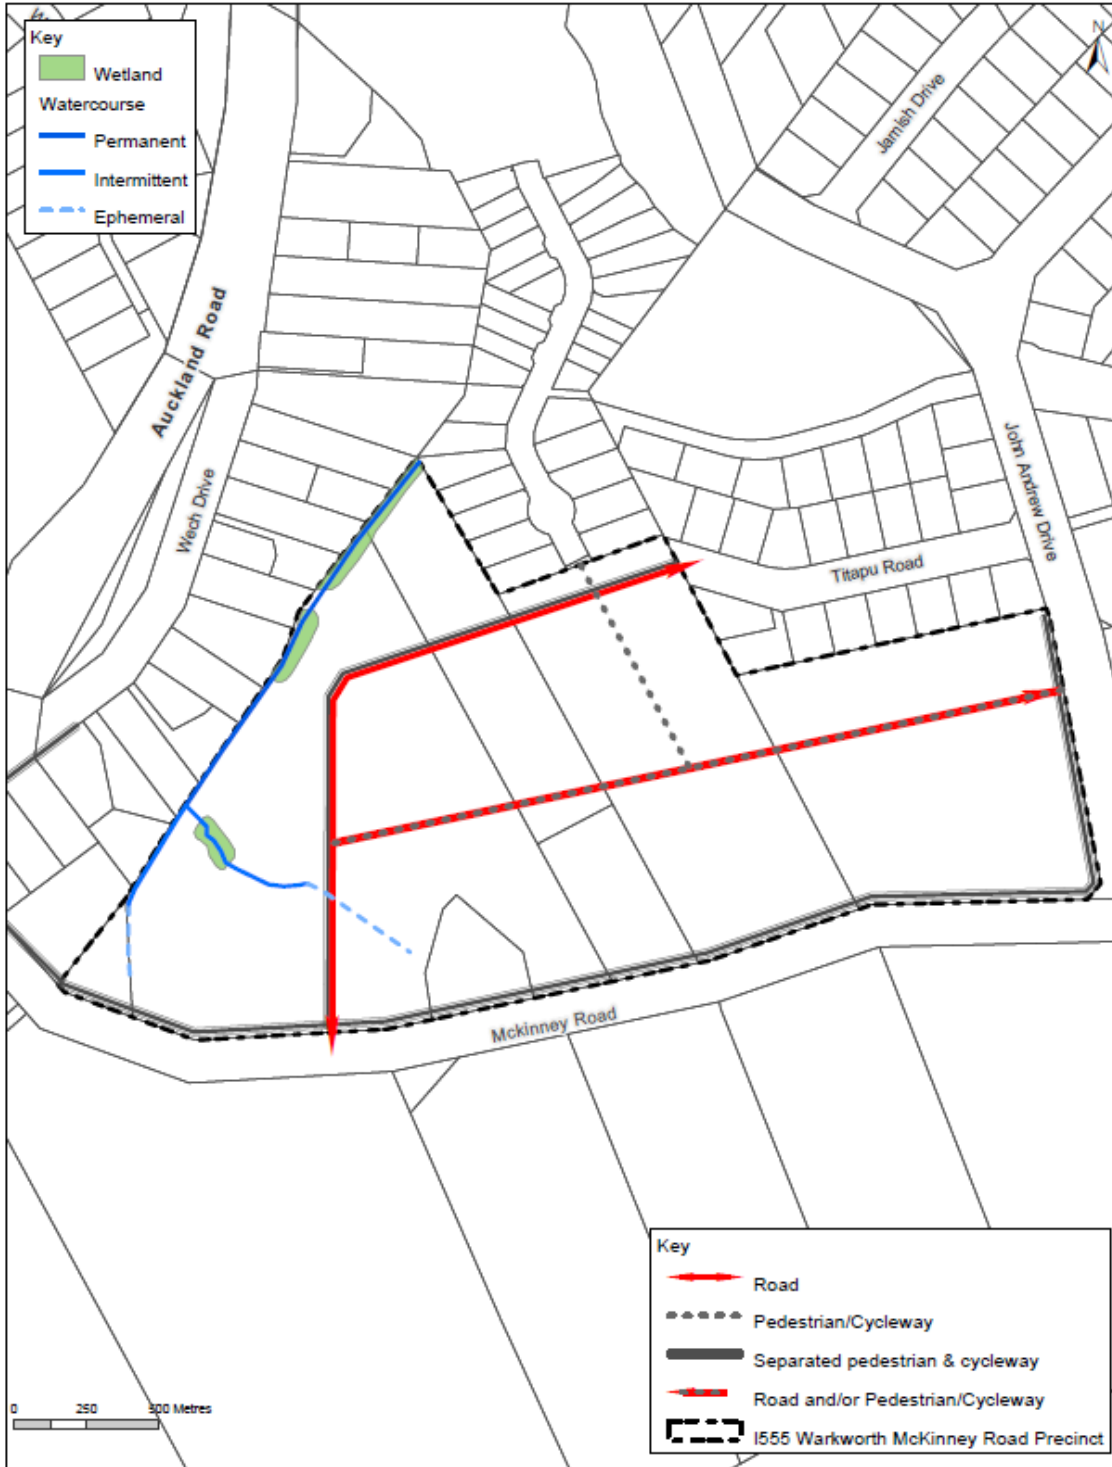 Key
Wetland
Watercourse
Permanent
Intermittent
Ephemeral
N
Jamish Drive
Auckland Road
Wech Drive
John Andrew Drive
Titapu Road
Mckinney Road
Key
Road
Pedestrian/Cycleway
Separated pedestrian & cycleway
Road and/or Pedestrian/Cycleway
I555 Warkworth McKinney Road Precinct
0 250 500 Metres